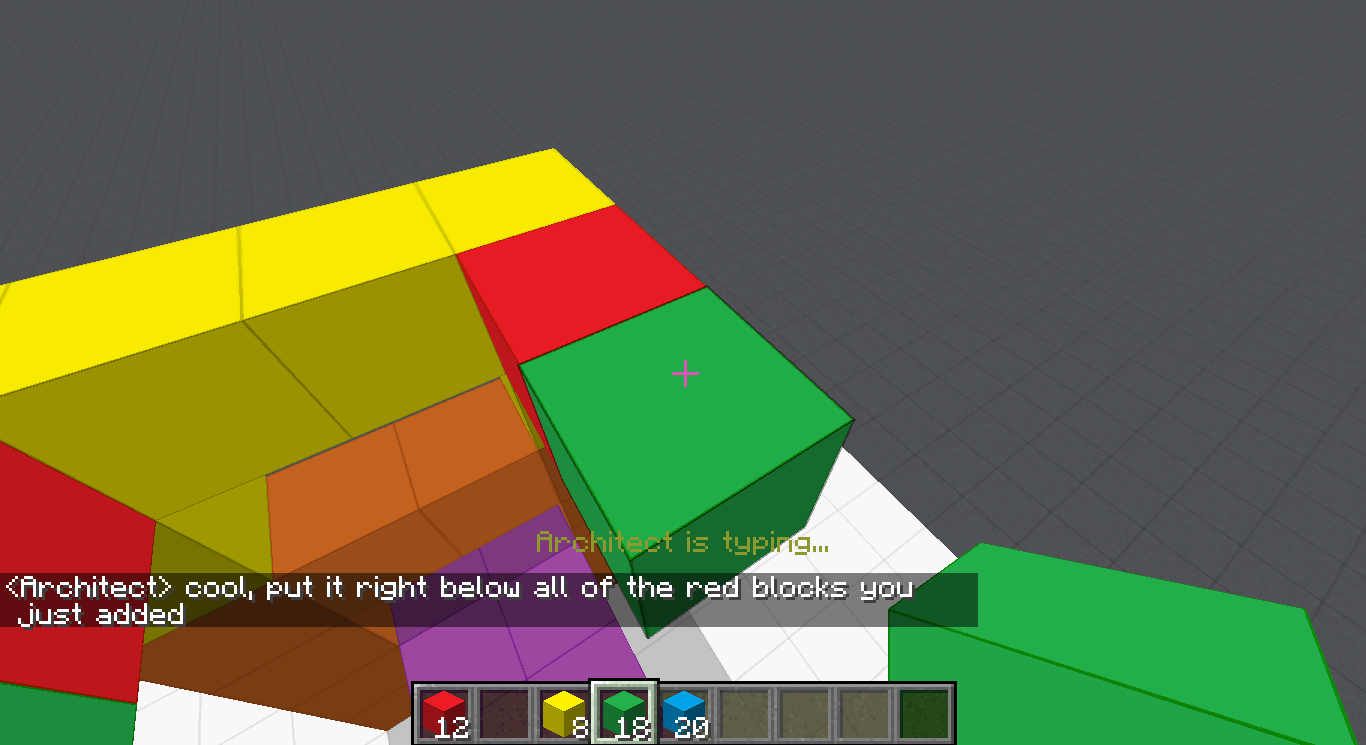 Architect is typing...
<Architect> cool, put it right below all of the red blocks you
just added
12 8 18 20